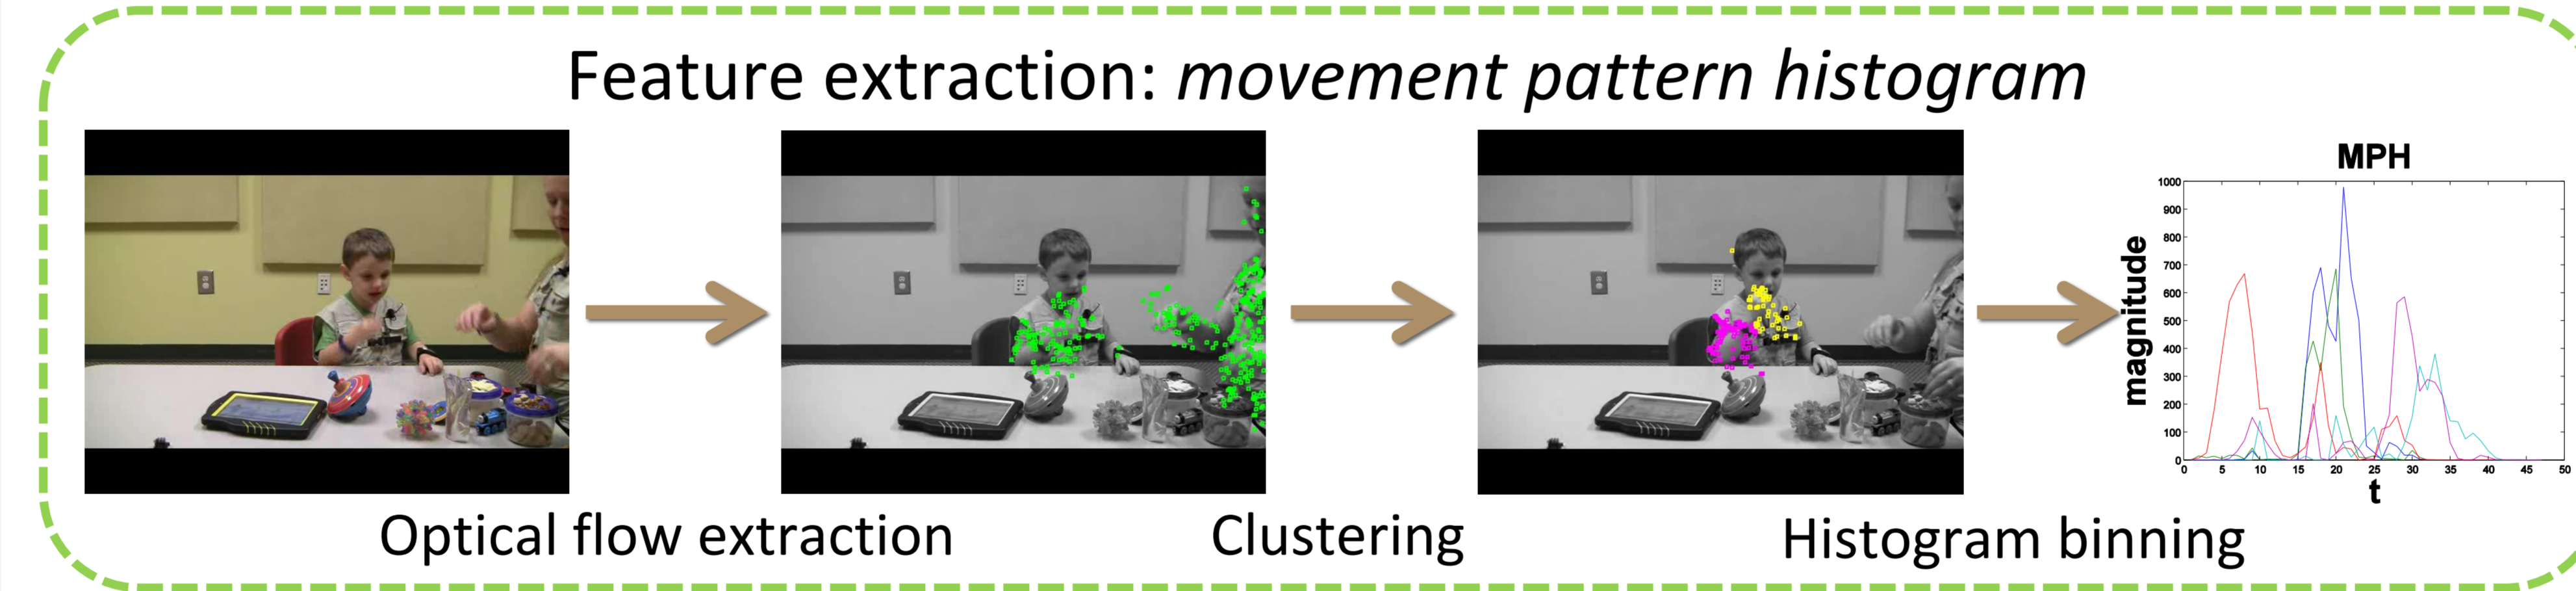 Feature extraction: movement pattern histogram
MPH
1000
900
800
700
600
500
400
300
200
100
0
magnitude
0 5 10 15 20 25 30 35 40 45 50
t
Optical flow extraction
Clustering
Histogram binning